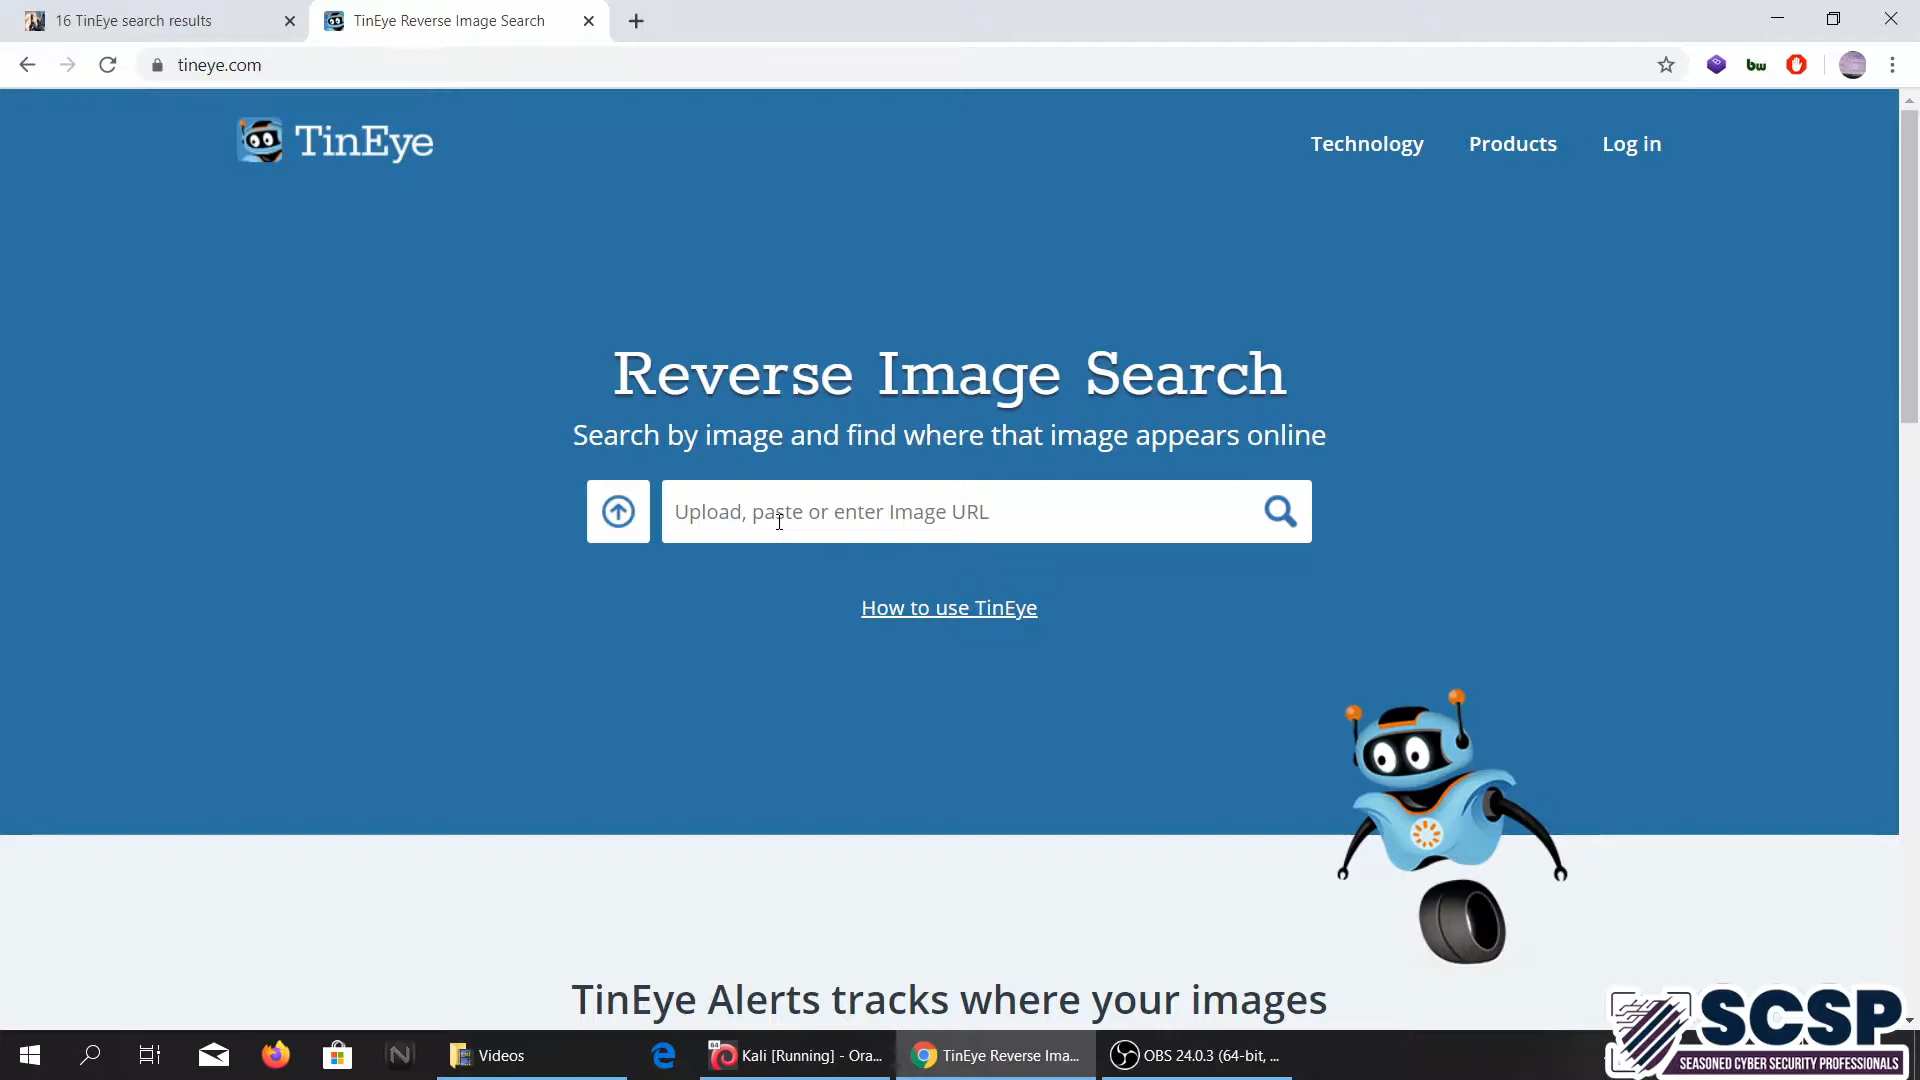 16 TinEye search results
TinEye Reverse Image Search
tineye.com
bw
TinEye
Technology
Products
Log in
Reverse Image Search
Search by image and find where that image appears online
Upload, paste or enter Image URL
How to use TinEye
TinEye Alerts tracks where your images
N
Videos
64
Kali [Running] - Ora...
TinEye Reverse Ima...
OBS 24.0.3 (64-bit, ...
SCSP
SEASONED CYBER SECURITY PROFESSIONALS